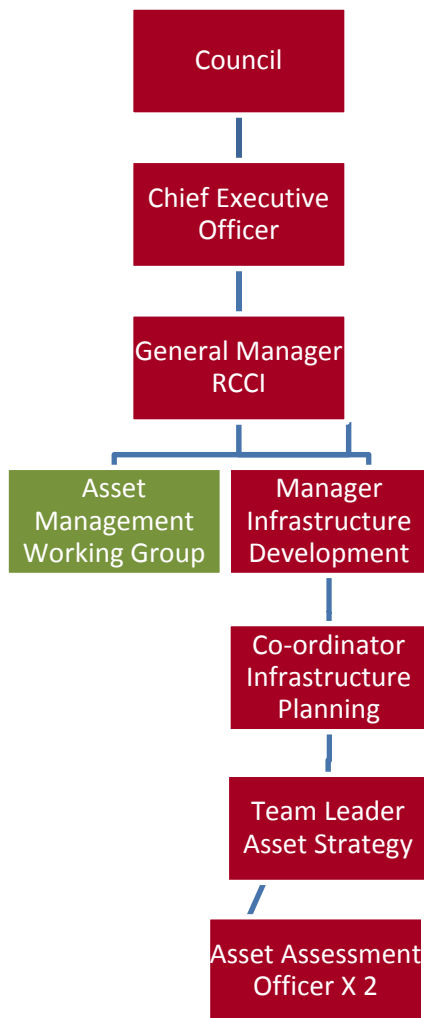 Council
Chief Executive
Officer
General Manager
RCCI
Asset
Management
Working Group
Manager
Infrastructure
Development
Co-ordinator
Infrastructure
Planning
Team Leader
Asset Strategy
Asset Assessment
Officer X 2